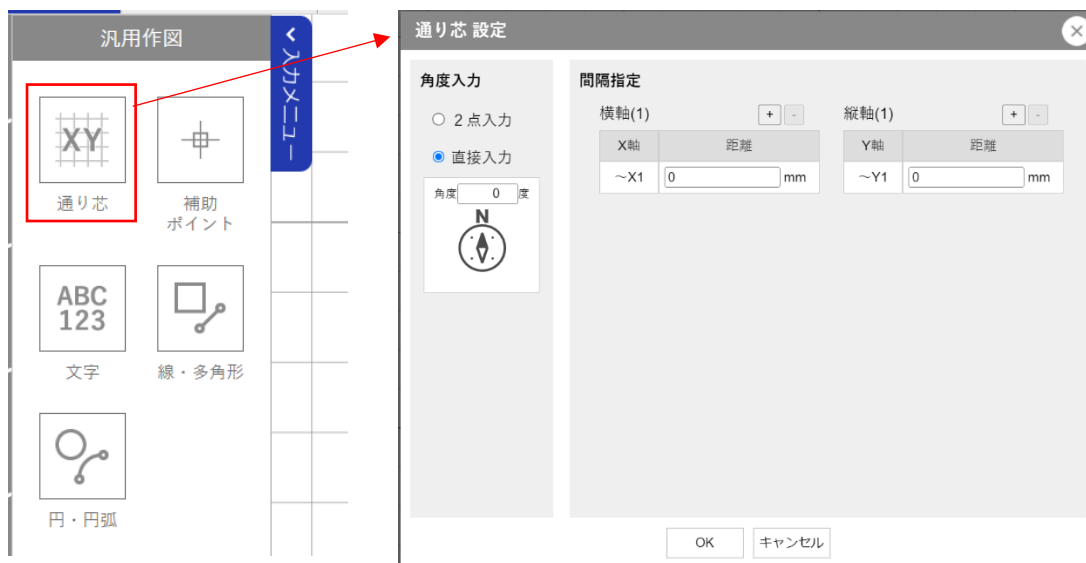 汎用作図
入力メニュー
XY
通り芯
補助
ポイント
ABC
123
文字
線・多角形
円・円弧
通り芯 設定
角度入力
2点入力
直接入力
角度 0 度
N
間隔指定
横軸(1) + -
X軸 距離
～X1 0 mm
縦軸(1) + -
Y軸 距離
～Y1 0 mm
OK キャンセル